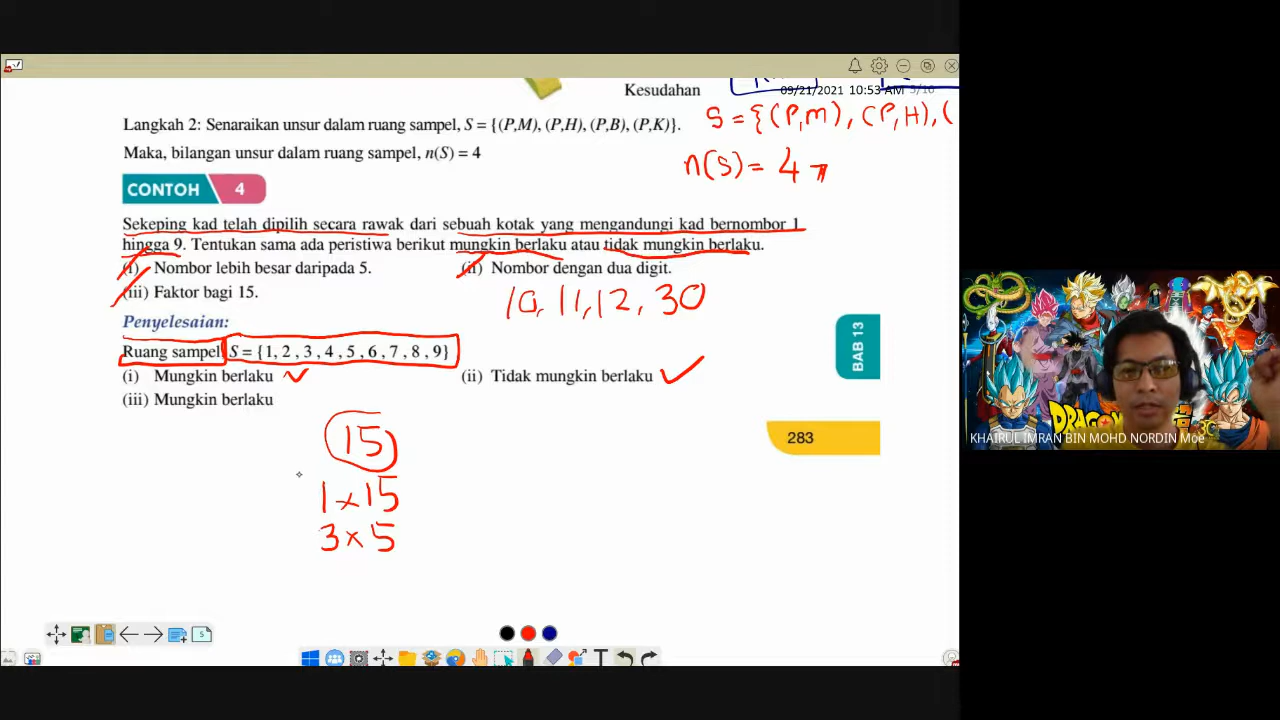 Kesudahan
09/21/2021 10:53 AM 5/10
Langkah 2: Senaraikan unsur dalam ruang sampel, S = {(P,M), (P,H), (P,B), (P,K)}.
S = {(P,M), (P,H), (
Maka, bilangan unsur dalam ruang sampel, n(S) = 4
n(S) = 4
CONTOH 4
Sekeping kad telah dipilih secara rawak dari sebuah kotak yang mengandungi kad bernombor 1
hingga 9. Tentukan sama ada peristiwa berikut mungkin berlaku atau tidak mungkin berlaku.
(i) Nombor lebih besar daripada 5. (ii) Nombor dengan dua digit.
(iii) Faktor bagi 15.
10, 11, 12, 30
Penyelesaian:
Ruang sampel S = {1, 2 , 3 , 4 , 5 , 6 , 7 , 8 , 9}
(i) Mungkin berlaku (ii) Tidak mungkin berlaku
(iii) Mungkin berlaku
15
1 × 15
3 × 5
BAB 13
283
DRAGON
KHAIRUL IMRAN BIN MOHD NORDIN Moe
5
T